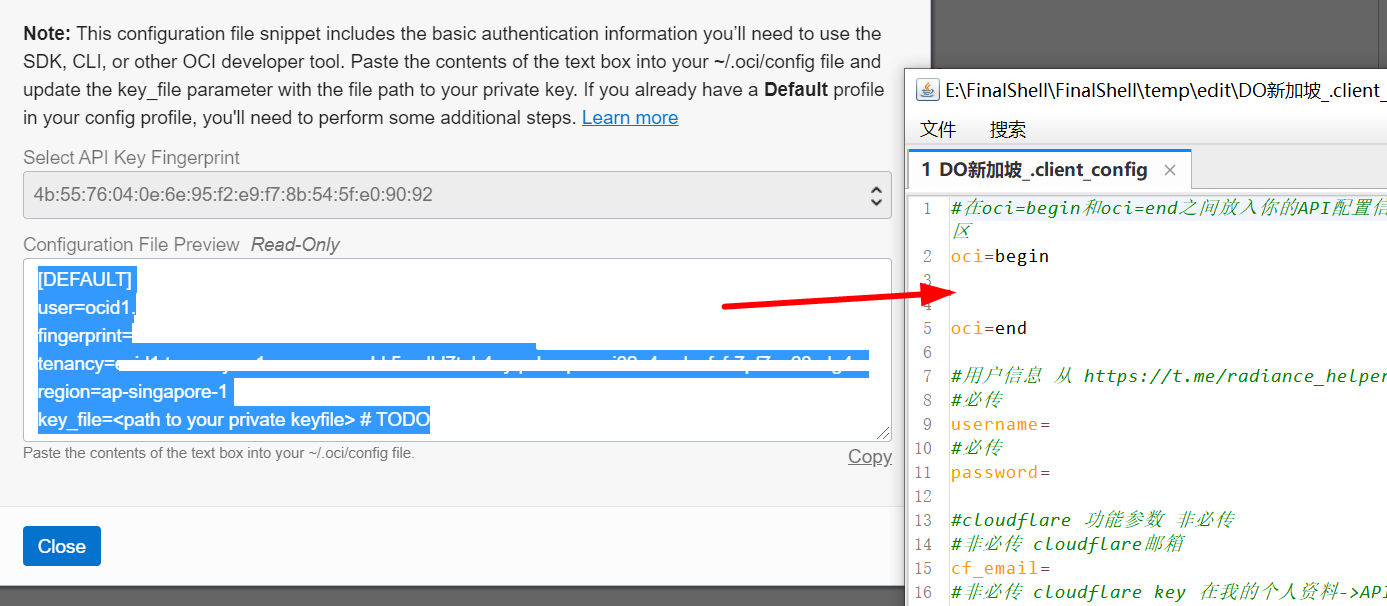 Note: This configuration file snippet includes the basic authentication information you'll need to use the
SDK, CLI, or other OCI developer tool. Paste the contents of the text box into your ~/.oci/config file and
update the key_file parameter with the file path to your private key. If you already have a Default profile
in your config profile, you'll need to perform some additional steps. Learn more
Select API Key Fingerprint
4b:55:76:04:0e:6e:95:f2:e9:f7:8b:54:5f:e0:90:92
Configuration File Preview Read-Only
[DEFAULT]
user=ocid1.
fingerprint=
tenancy=
region=ap-singapore-1
key_file=<path to your private keyfile> # TODO
Paste the contents of the text box into your ~/.oci/config file.
Copy
Close
E:\FinalShell\FinalShell\temp\edit\DO新加坡_.client_
文件 搜索
1 DO新加坡_.client_config ×
1 #在oci=begin和oci=end之间放入你的API配置信
区
2 oci=begin
3
4
5 oci=end
6
7 #用户信息 从 https://t.me/radiance_helper
8 #必传
9 username=
10 #必传
11 password=
12
13 #cloudflare 功能参数 非必传
14 #非必传 cloudflare邮箱
15 cf_email=
16 #非必传 cloudflare key 在我的个人资料->API